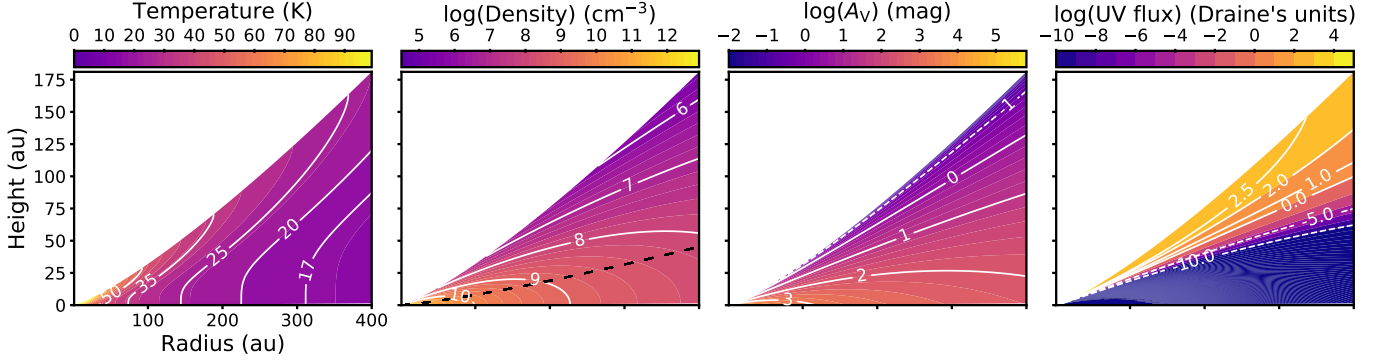 Temperature (K)
0 10 20 30 40 50 60 70 80 90
log(Density) (cm⁻³)
5 6 7 8 9 10 11 12
log(A_V) (mag)
−2 −1 0 1 2 3 4 5
log(UV flux) (Draine's units)
−10 −8 −6 −4 −2 0 2 4
Height (au)
175
150
125
100
75
50
25
0
100 200 300 400
Radius (au)
50
35
25
20
17
6
7
8
9
10
-1
0
1
2
3
2.5
2.0
1.0
0.0
-5.0
-10.0